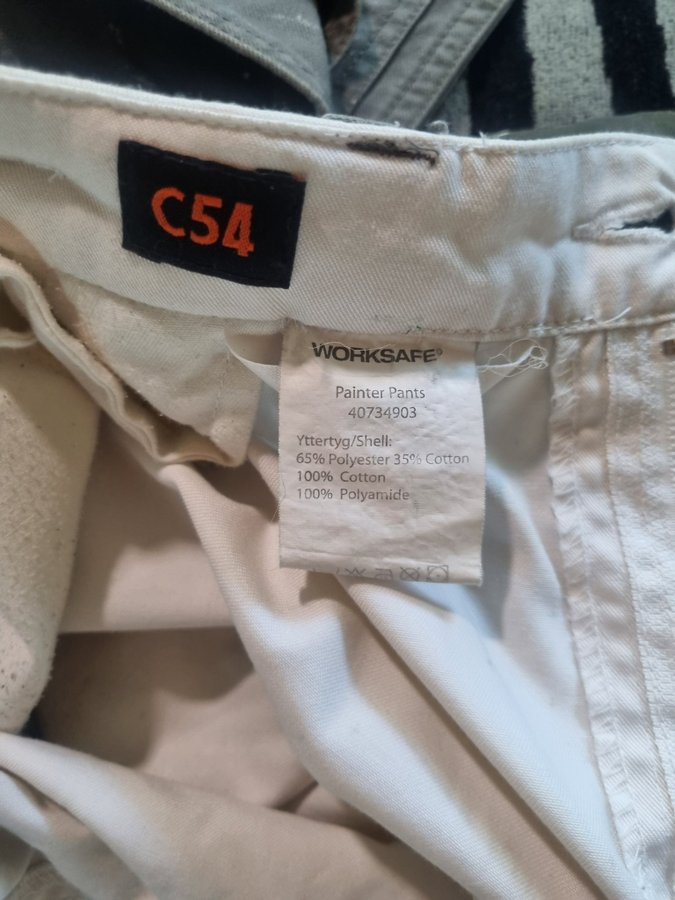 C54
WORKSAFE®
Painter Pants
40734903
Yttertyg/Shell:
65% Polyester 35% Cotton
100% Cotton
100% Polyamide